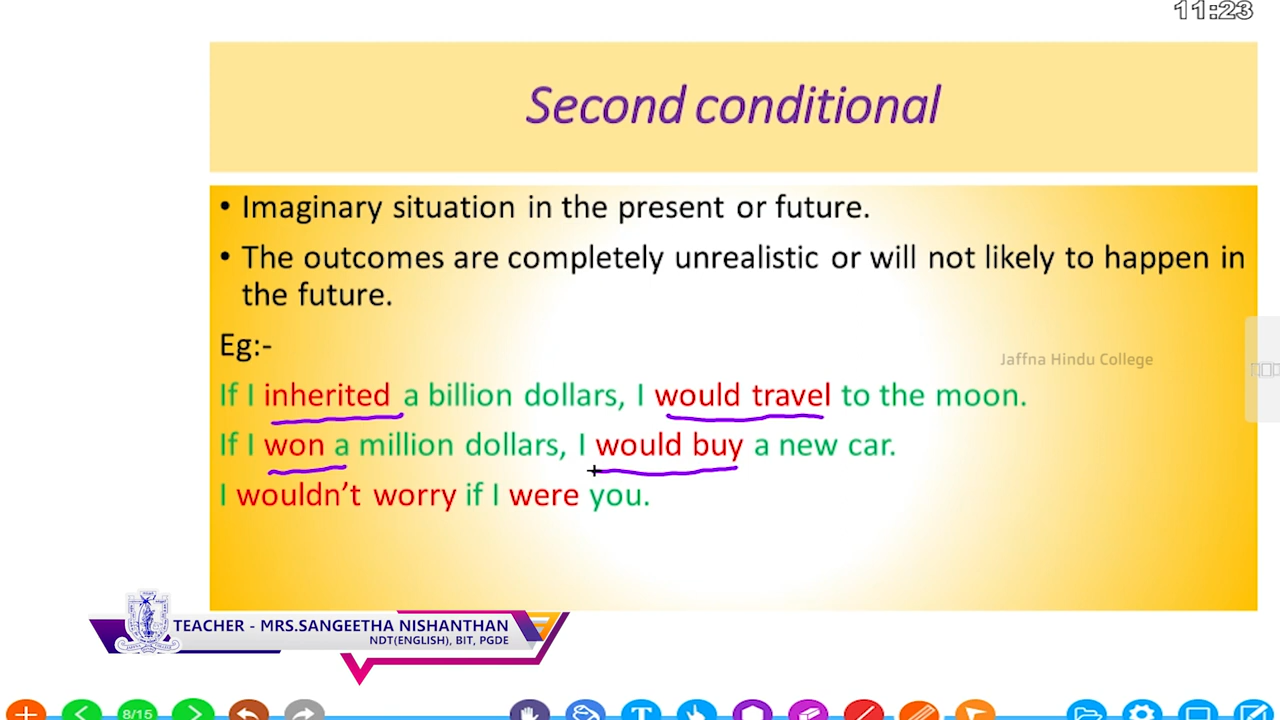 11:23
Second conditional
• Imaginary situation in the present or future.
• The outcomes are completely unrealistic or will not likely to happen in
the future.
Eg:-
Jaffna Hindu College
If I inherited a billion dollars, I would travel to the moon.
If I won a million dollars, I would buy a new car.
I wouldn't worry if I were you.
TEACHER - MRS.SANGEETHA NISHANTHAN
NDT(ENGLISH), BIT, PGDE
8/15